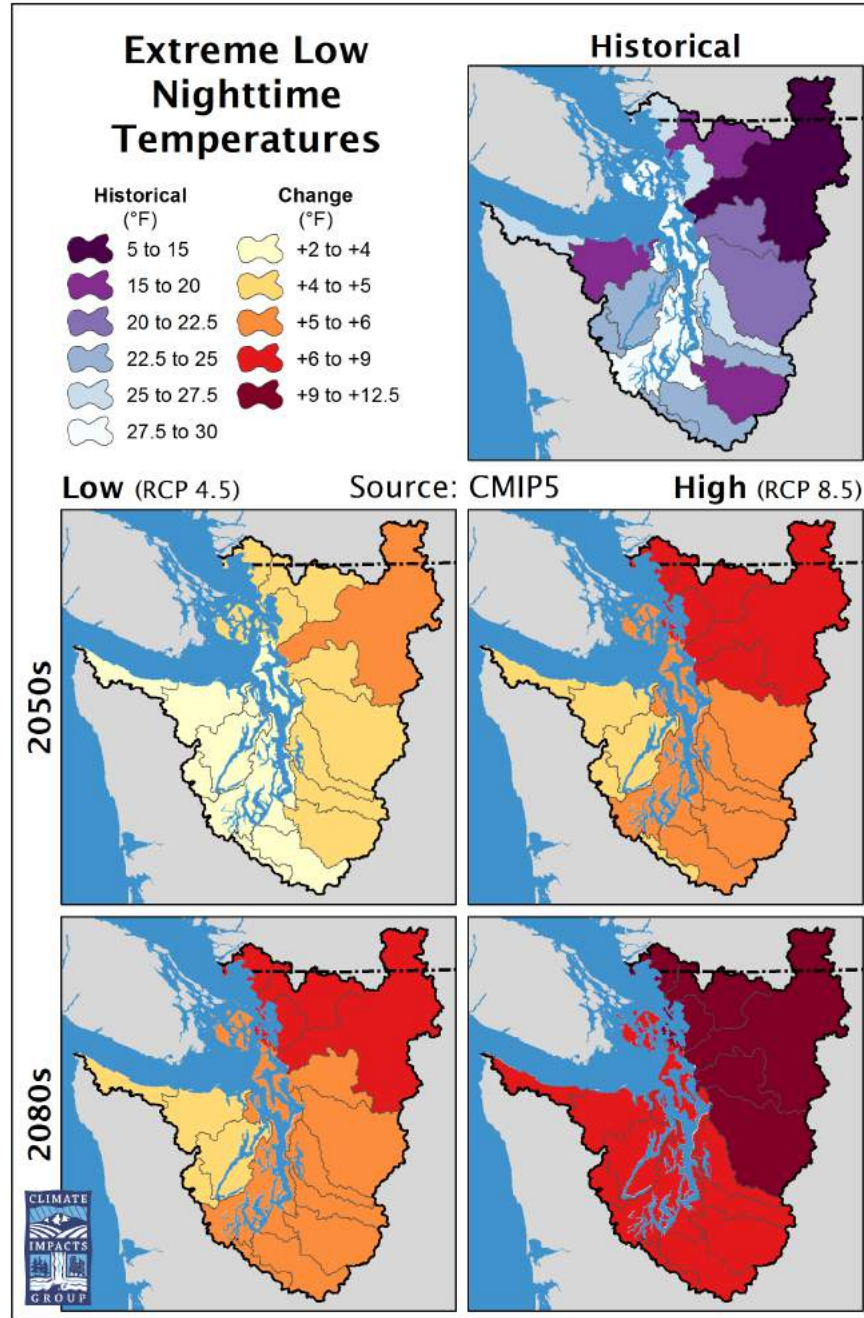 Extreme Low
Nighttime
Temperatures
Historical
Historical
(°F)
5 to 15
15 to 20
20 to 22.5
22.5 to 25
25 to 27.5
27.5 to 30
Change
(°F)
+2 to +4
+4 to +5
+5 to +6
+6 to +9
+9 to +12.5
Low (RCP 4.5)
Source: CMIP5
High (RCP 8.5)
2050s
2080s
CLIMATE
IMPACTS
GROUP